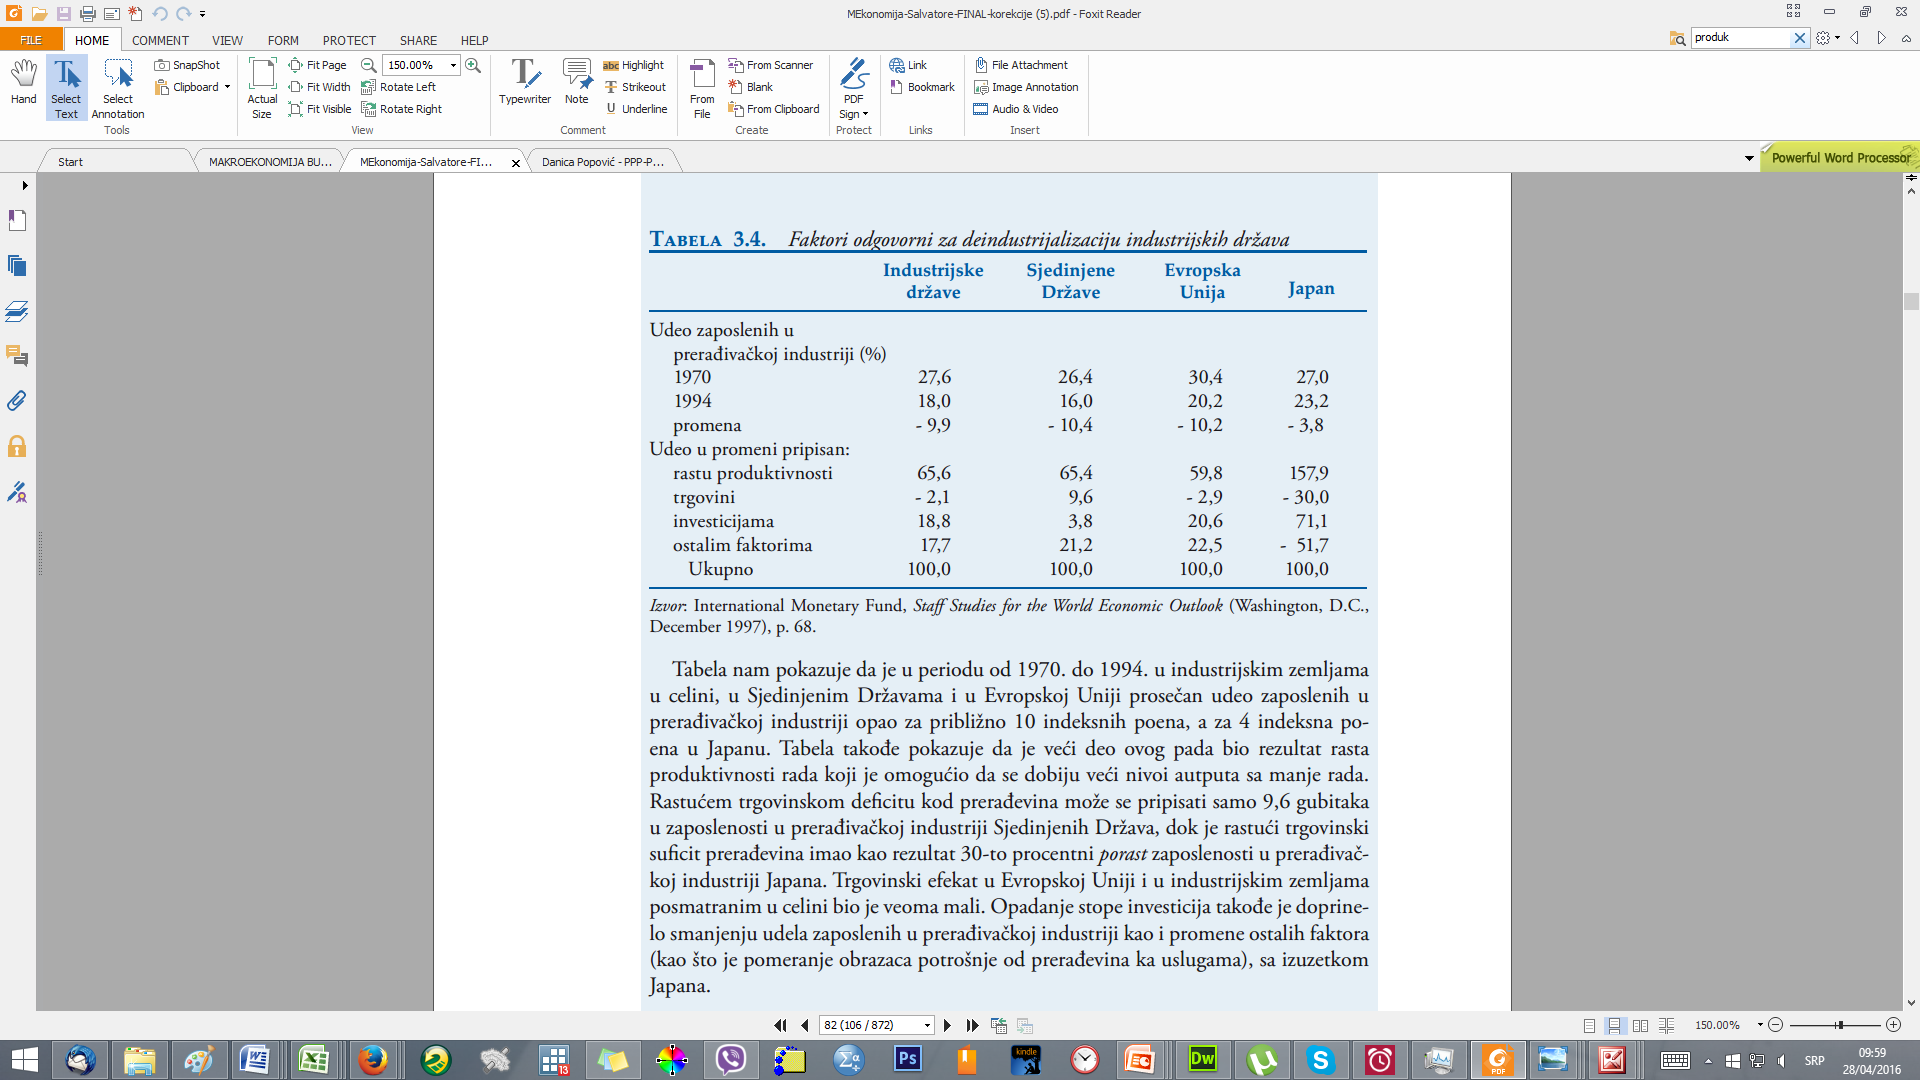 MEkonomija-Salvatore-FINAL-korekcije (5).pdf - Foxit Reader
FILE HOME COMMENT VIEW FORM PROTECT SHARE HELP
produk
Hand
Select Text
Select Annotation
SnapShot
Clipboard
Tools
Actual Size
Fit Page
Fit Width
Fit Visible
150.00%
Rotate Left
Rotate Right
View
Typewriter
Note
abc Highlight
Strikeout
Underline
Comment
From File
From Scanner
Blank
From Clipboard
Create
PDF Sign
Protect
Link
Bookmark
Links
File Attachment
Image Annotation
Audio & Video
Insert
Start
MAKROEKONOMIJA BU...
MEkonomija-Salvatore-FI...
Danica Popović - PPP-P...
Powerful Word Processor
TABELA 3.4. Faktori odgovorni za deindustrijalizaciju industrijskih država
Industrijske države Sjedinjene Države Evropska Unija Japan
Udeo zaposlenih u
prerađivačkoj industriji (%)
1970 27,6 26,4 30,4 27,0
1994 18,0 16,0 20,2 23,2
promena - 9,9 - 10,4 - 10,2 - 3,8
Udeo u promeni pripisan:
rastu produktivnosti 65,6 65,4 59,8 157,9
trgovini - 2,1 9,6 - 2,9 - 30,0
investicijama 18,8 3,8 20,6 71,1
ostalim faktorima 17,7 21,2 22,5 - 51,7
Ukupno 100,0 100,0 100,0 100,0
Izvor: International Monetary Fund, Staff Studies for the World Economic Outlook (Washington, D.C.,
December 1997), p. 68.
Tabela nam pokazuje da je u periodu od 1970. do 1994. u industrijskim zemljama
u celini, u Sjedinjenim Državama i u Evropskoj Uniji prosečan udeo zaposlenih u
prerađivačkoj industriji opao za približno 10 indeksnih poena, a za 4 indeksna po-
ena u Japanu. Tabela takođe pokazuje da je veći deo ovog pada bio rezultat rasta
produktivnosti rada koji je omogućio da se dobiju veći nivoi autputa sa manje rada.
Rastućem trgovinskom deficitu kod prerađevina može se pripisati samo 9,6 gubitaka
u zaposlenosti u prerađivačkoj industriji Sjedinjenih Država, dok je rastući trgovinski
suficit prerađevina imao kao rezultat 30-to procentni porast zaposlenosti u prerađivač-
koj industriji Japana. Trgovinski efekat u Evropskoj Uniji i u industrijskim zemljama
posmatranim u celini bio je veoma mali. Opadanje stope investicija takođe je doprine-
lo smanjenju udela zaposlenih u prerađivačkoj industriji kao i promene ostalih faktora
(kao što je pomeranje obrazaca potrošnje od prerađevina ka uslugama), sa izuzetkom
Japana.
82 (106 / 872)
150.00%
13
Ps
kindle
Dw
PDF
SRP
09:59
28/04/2016